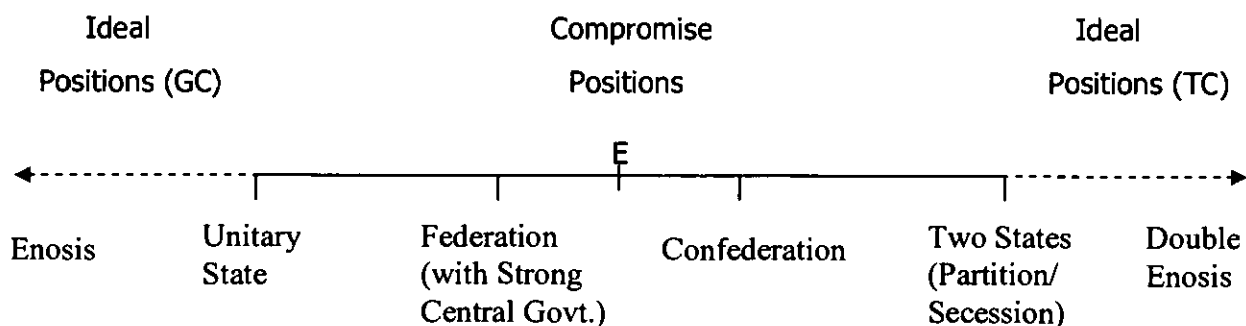 Ideal
Positions (GC)
Compromise
Positions
Ideal
Positions (TC)
E
Enosis
Unitary
State
Federation
(with Strong
Central Govt.)
Confederation
Two States
(Partition/
Secession)
Double
Enosis